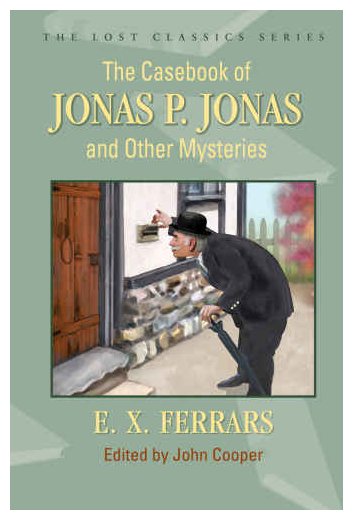 THE LOST CLASSICS SERIES
The Casebook of
JONAS P. JONAS
and Other Mysteries
E. X. FERRARS
Edited by John Cooper